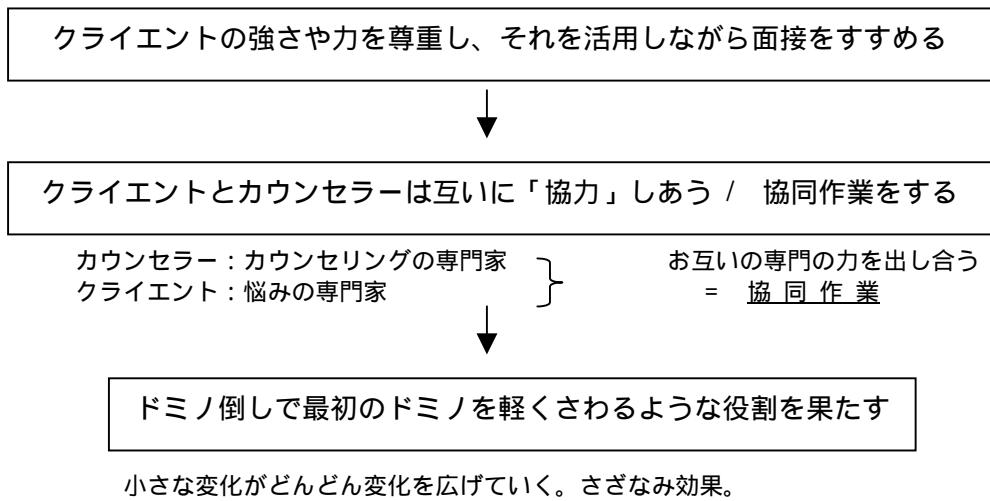 クライエントの強さや力を尊重し、それを活用しながら面接をすすめる
クライエントとカウンセラーは互いに「協力」しあう / 協同作業をする
カウンセラー：カウンセリングの専門家
お互いの専門の力を出し合う
クライエント：悩みの専門家
= 協 同 作 業
ドミノ倒しで最初のドミノを軽くさわるような役割を果たす
小さな変化がどんどん変化を広げていく。さざなみ効果。